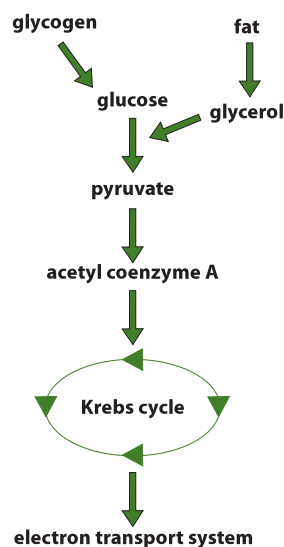 glycogen
fat
glucose
glycerol
pyruvate
acetyl coenzyme A
Krebs cycle
electron transport system